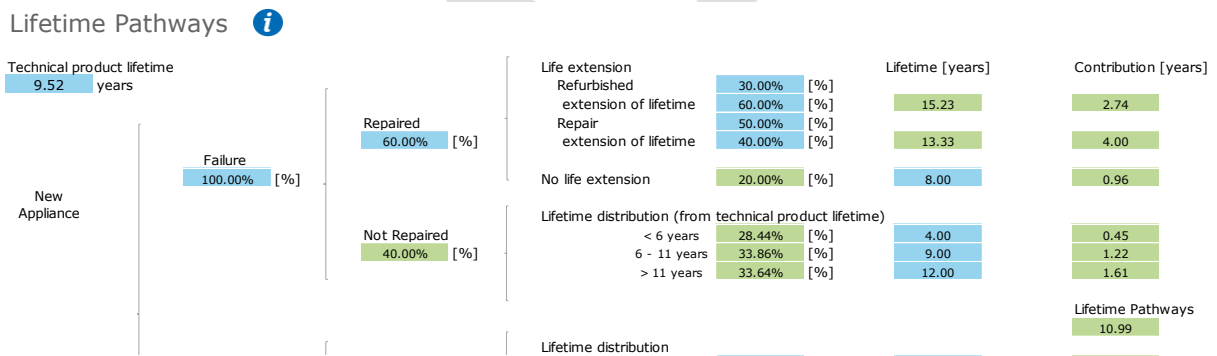 Lifetime Pathways i
Technical product lifetime
9.52 years
Life extension Lifetime [years] Contribution [years]
Refurbished 30.00% [%]
extension of lifetime 60.00% [%] 15.23 2.74
Repaired Repair 50.00% [%]
60.00% [%] extension of lifetime 40.00% [%] 13.33 4.00
Failure
100.00% [%] No life extension 20.00% [%] 8.00 0.96
New
Appliance
Lifetime distribution (from technical product lifetime)
Not Repaired < 6 years 28.44% [%] 4.00 0.45
40.00% [%] 6 - 11 years 33.86% [%] 9.00 1.22
> 11 years 33.64% [%] 12.00 1.61
Lifetime Pathways
10.99
Lifetime distribution